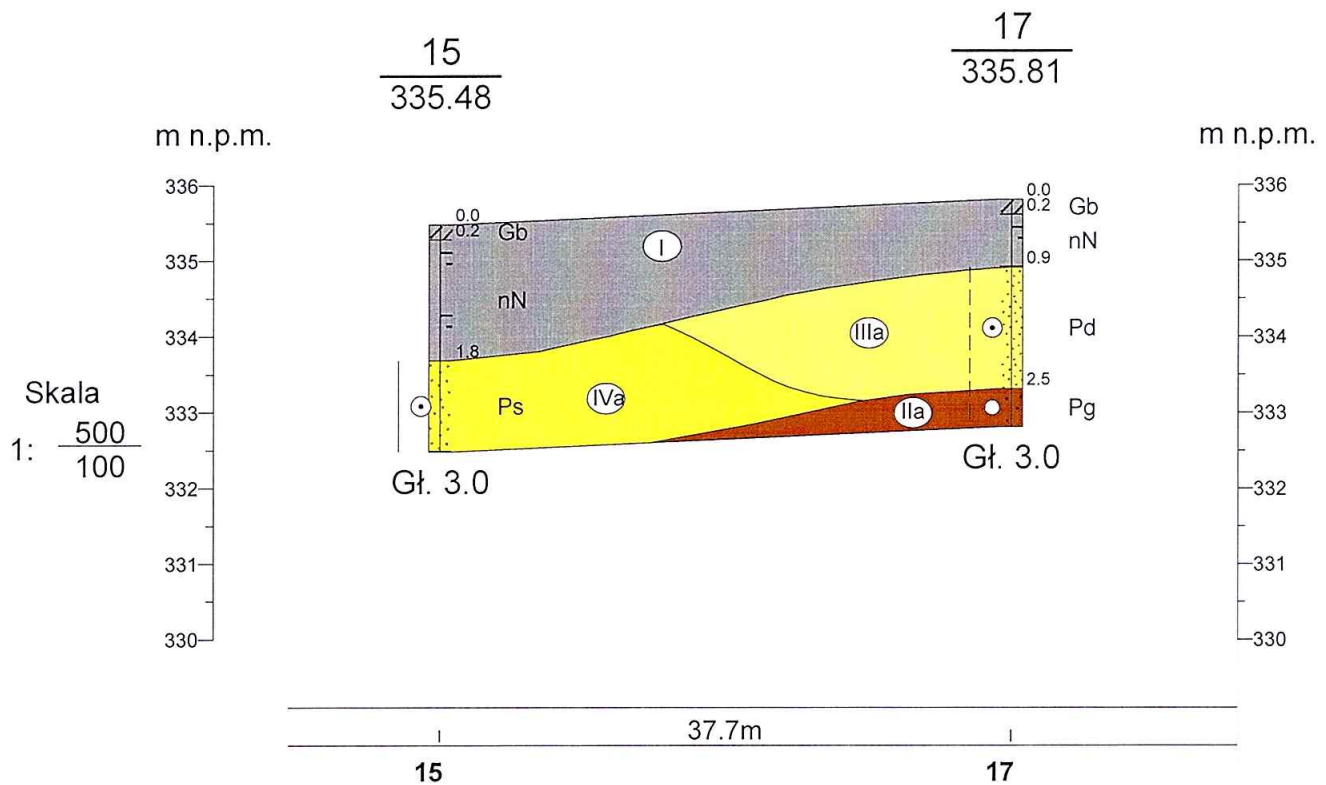 15
335.48
17
335.81
m n.p.m.
m n.p.m.
336
335
334
333
332
331
330
336
335
334
333
332
331
330
0.0
0.2
Gb
nN
1.8
Ps
I
IIIa
IVa
IIa
0.0
0.2
Gb
nN
0.9
Pd
2.5
Pg
Skala
1: 500
100
Gł. 3.0
Gł. 3.0
37.7m
15
17